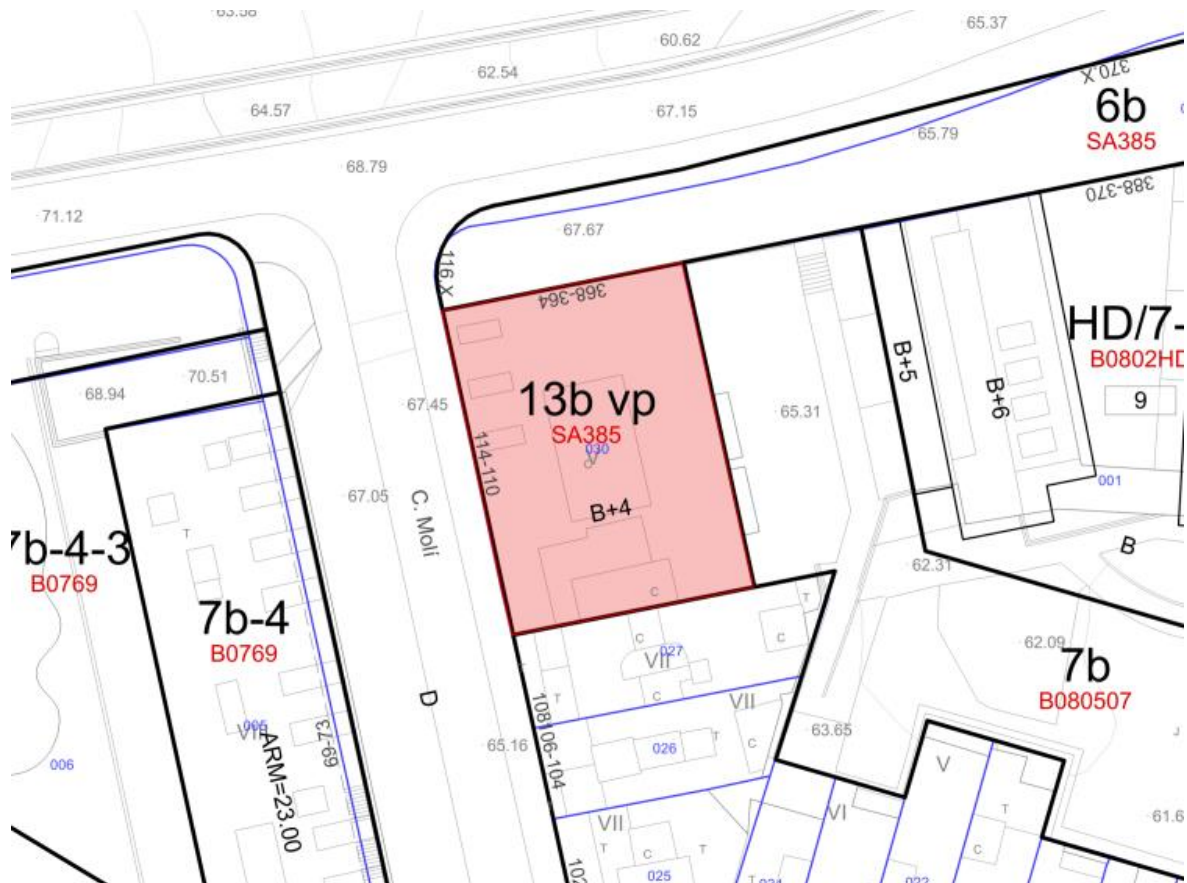 63.58
65.37
60.62
62.54
64.57
67.15
370.X
6b
SA385
65.79
68.79
388-370
71.12
67.67
116.X
368-364
HD/7-
B0802HD
B+5
B+6
9
70.51
68.94
67.45
13b vp
SA385
030
V
65.31
114-110
B+4
67.05
C. Molí
001
B
7b-4-3
B0769
T
62.31
7b-4
B0769
C
T
C
C
027
VII
C
62.09
7b
B080507
D
T
VII
108
106-104
69-73
005
VII
63.65
J
65.16
026
T
C
006
ARM=23.00
V
VI
T
61.6
VII
T
C
T
C
025
T
022
102